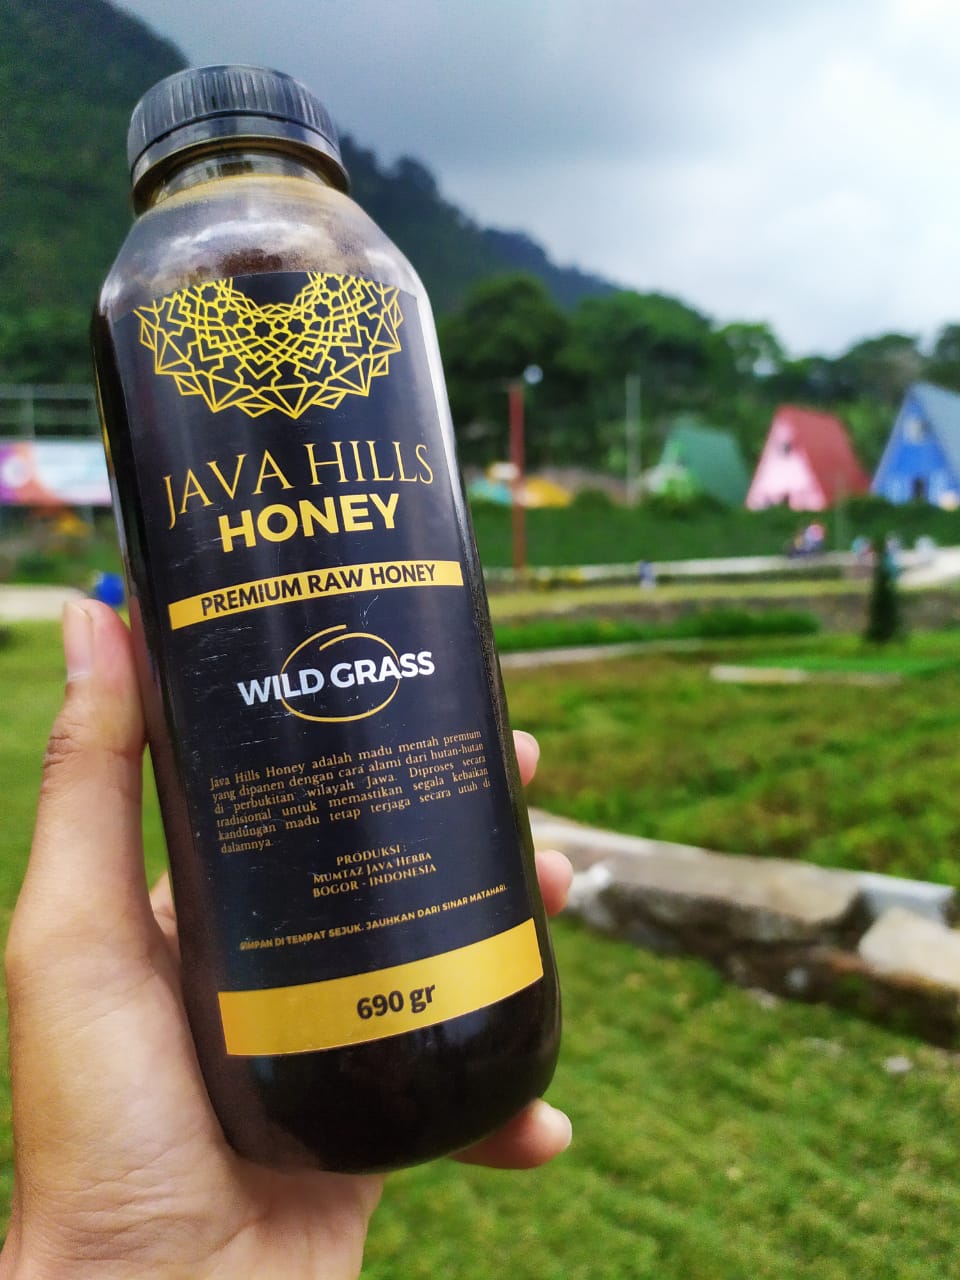 JAVA HILLS
HONEY
PREMIUM RAW HONEY
WILD GRASS
Java Hills Honey adalah madu mentah premium
yang dipanen dengan cara alami dari hutan-hutan
di perbukitan wilayah Jawa. Diproses secara
tradisional untuk memastikan segala kebaikan
kandungan madu tetap terjaga secara utuh di
dalamnya.
PRODUKSI :
MUMTAZ JAVA HERBA
BOGOR - INDONESIA
SIMPAN DI TEMPAT SEJUK. JAUHKAN DARI SINAR MATAHARI.
690 gr